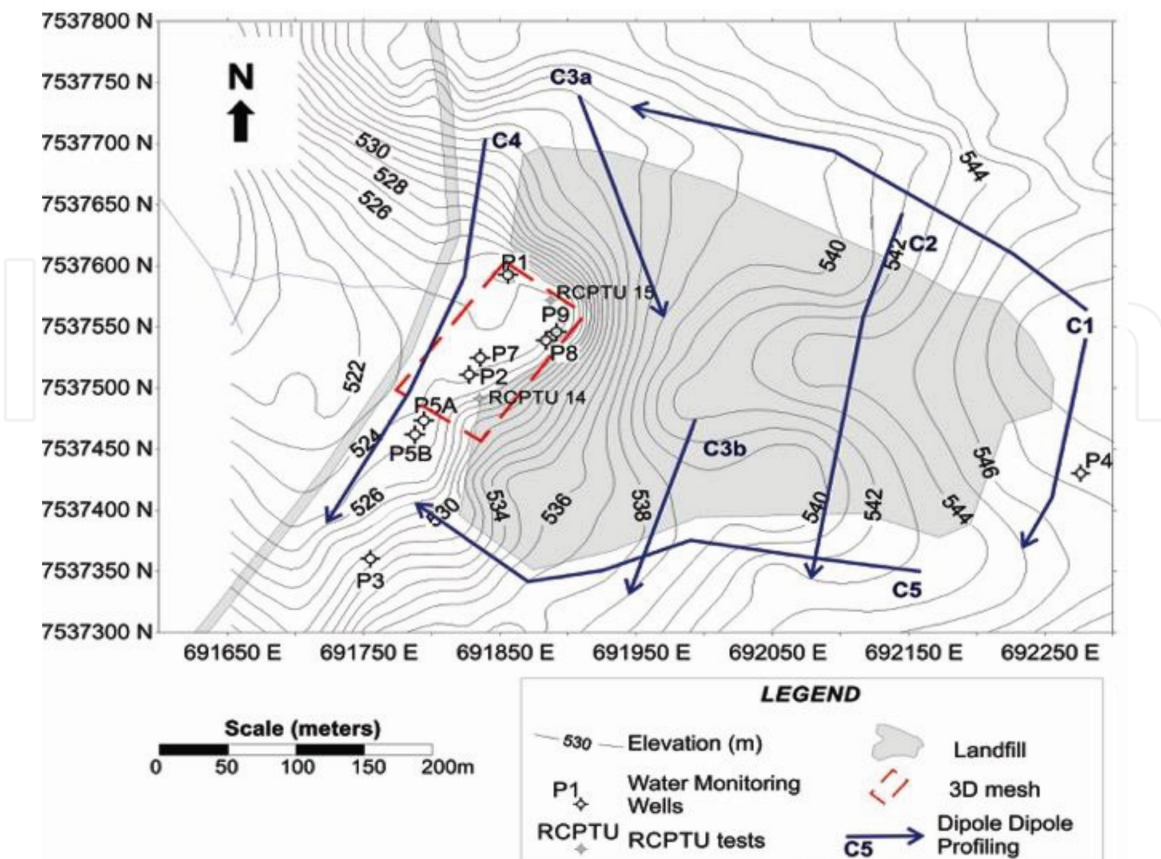 7537800 N
7537750 N
7537700 N
7537650 N
7537600 N
7537550 N
7537500 N
7537450 N
7537400 N
7537350 N
7537300 N
N
C3a
C4
530
528
526
544
540
542
C2
P1
RCPTU 15
P9
P8
C1
P7
P2
522
RCPTU 14
P5A
P5B
524
C3b
546
P4
526
530
534
536
538
540
542
544
P3
C5
691650 E 691750 E 691850 E 691950 E 692050 E 692150 E 692250 E
Scale (meters)
0 50 100 150 200m
LEGEND
530 Elevation (m)
Landfill
P1 Water Monitoring
Wells
3D mesh
RCPTU RCPTU tests
Dipole Dipole
Profiling
C5